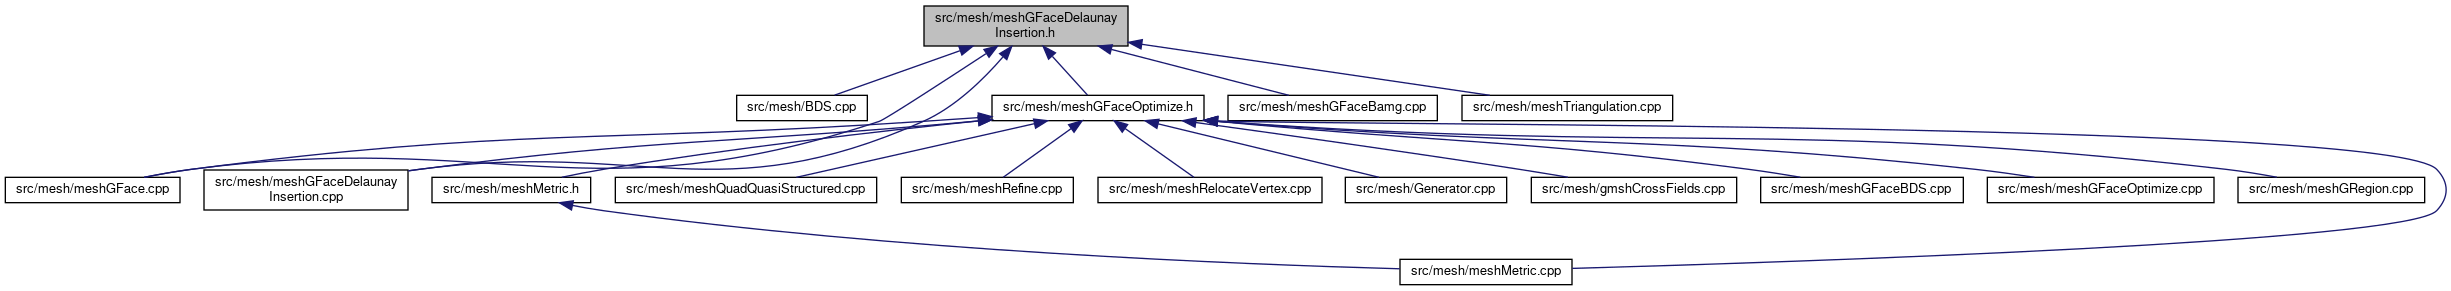 src/mesh/meshGFaceDelaunay
Insertion.h
src/mesh/BDS.cpp
src/mesh/meshGFaceOptimize.h
src/mesh/meshGFaceBamg.cpp
src/mesh/meshTriangulation.cpp
src/mesh/meshGFace.cpp
src/mesh/meshGFaceDelaunay
Insertion.cpp
src/mesh/meshMetric.h
src/mesh/meshQuadQuasiStructured.cpp
src/mesh/meshRefine.cpp
src/mesh/meshRelocateVertex.cpp
src/mesh/Generator.cpp
src/mesh/gmshCrossFields.cpp
src/mesh/meshGFaceBDS.cpp
src/mesh/meshGFaceOptimize.cpp
src/mesh/meshGRegion.cpp
src/mesh/meshMetric.cpp